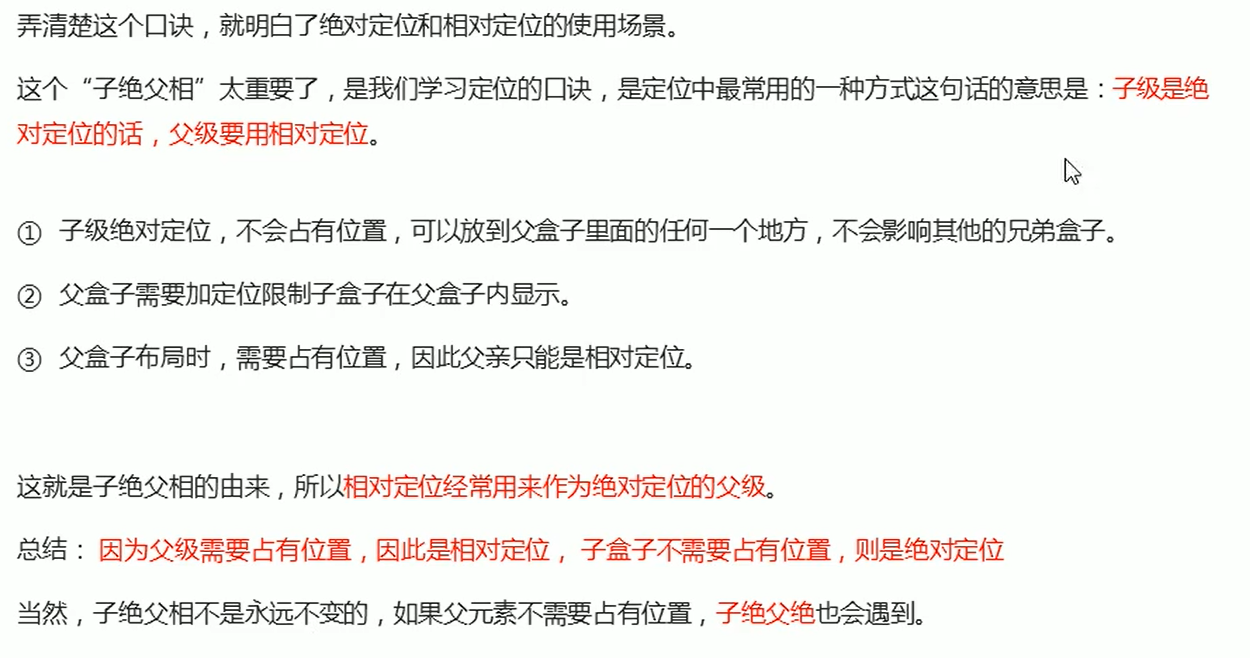 弄清楚这个口诀，就明白了绝对定位和相对定位的使用场景。
这个“子绝父相”太重要了，是我们学习定位的口诀，是定位中最常用的一种方式这句话的意思是：子级是绝
对定位的话，父级要用相对定位。
① 子级绝对定位，不会占有位置，可以放到父盒子里面的任何一个地方，不会影响其他的兄弟盒子。
② 父盒子需要加定位限制子盒子在父盒子内显示。
③ 父盒子布局时，需要占有位置，因此父亲只能是相对定位。
这就是子绝父相的由来，所以相对定位经常用来作为绝对定位的父级。
总结： 因为父级需要占有位置，因此是相对定位， 子盒子不需要占有位置，则是绝对定位
当然，子绝父相不是永远不变的，如果父元素不需要占有位置，子绝父绝也会遇到。